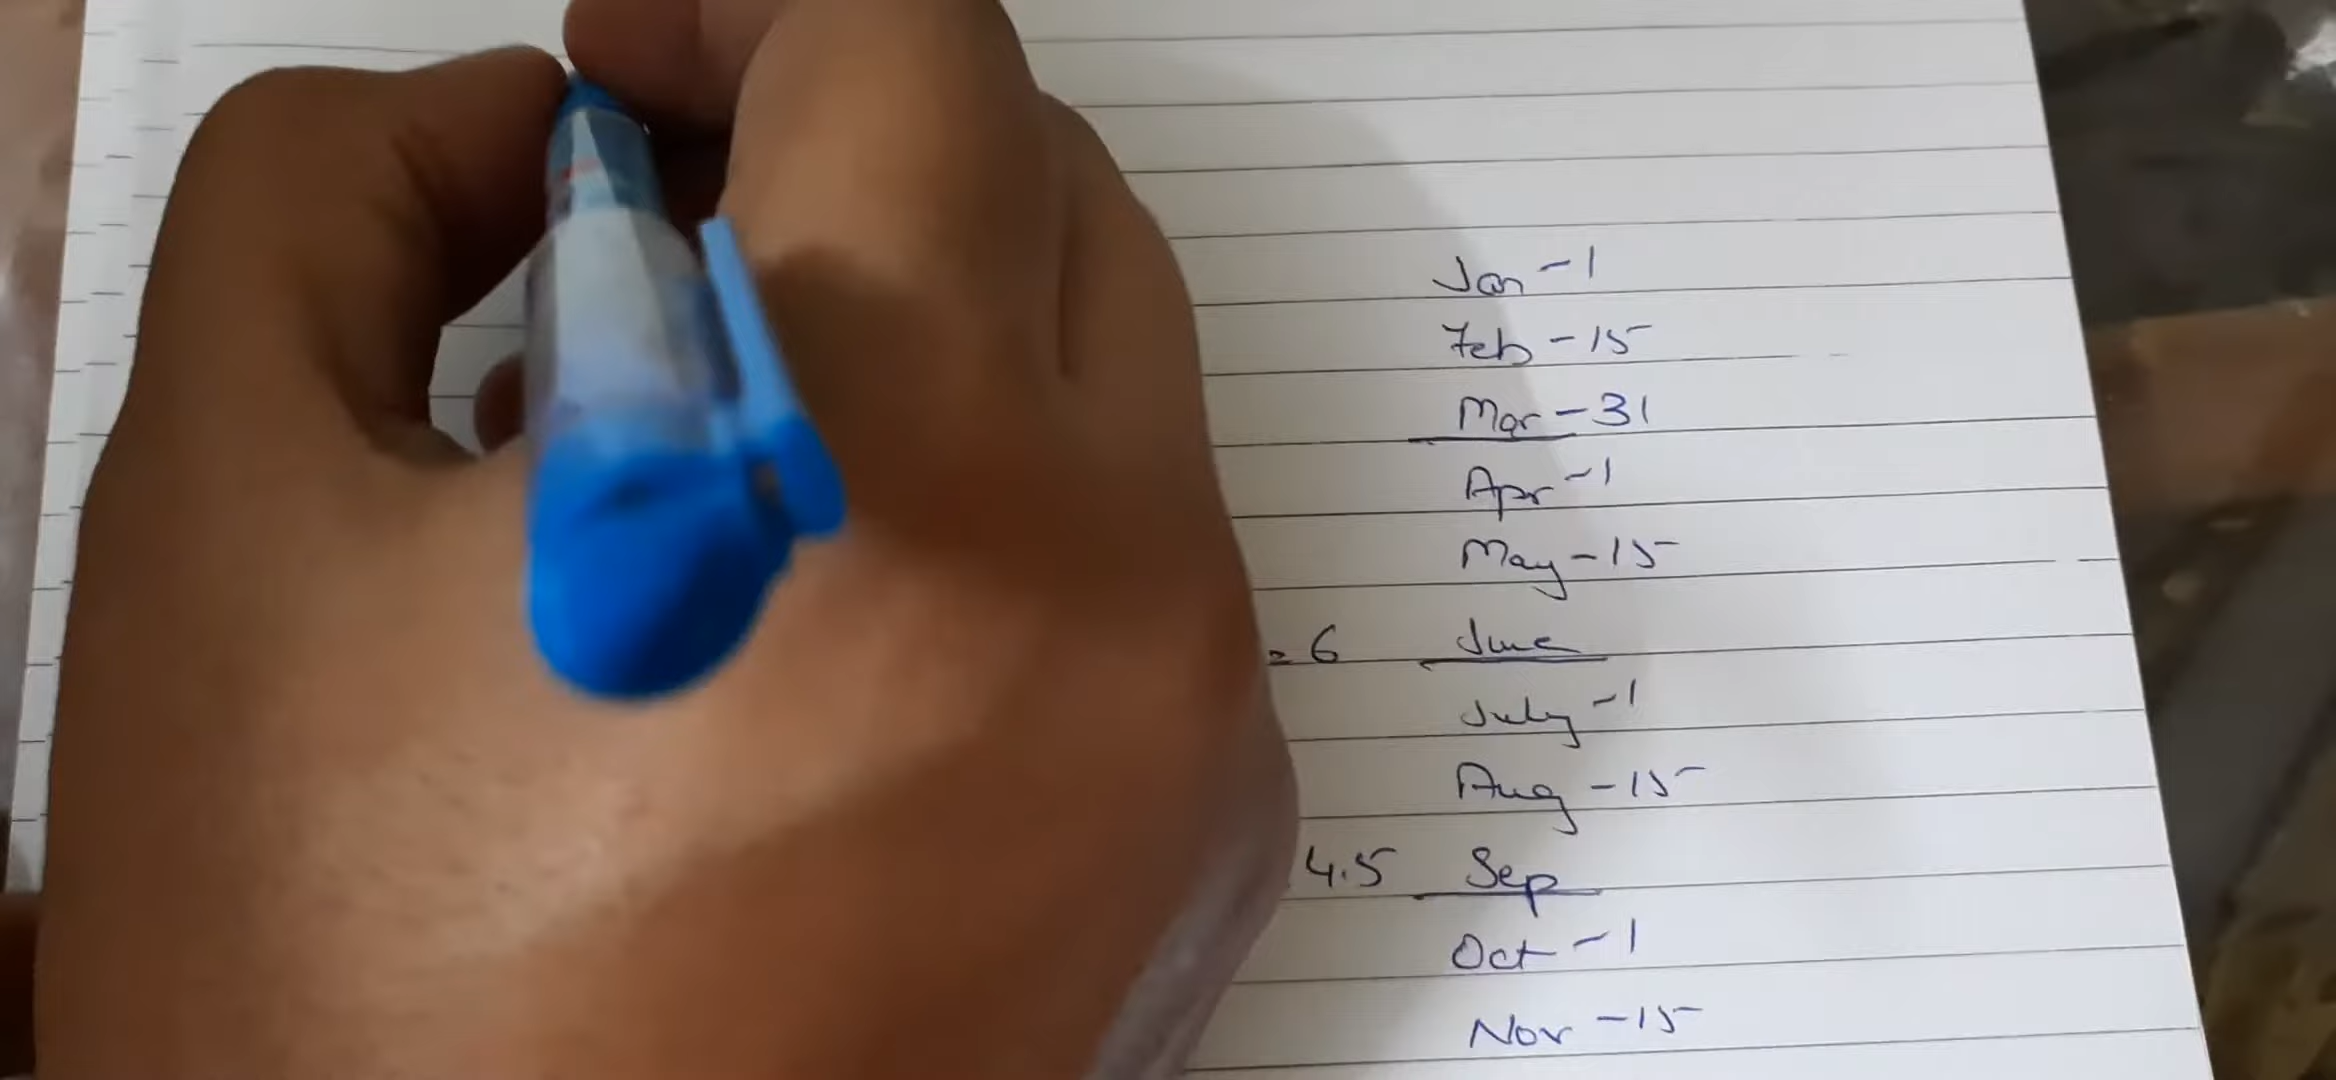 Jan - 1
Feb - 15
Mar - 31
Apr - 1
May - 15
= 6 June
July - 1
Aug - 15
4.5 Sep
Oct - 1
Nov - 15